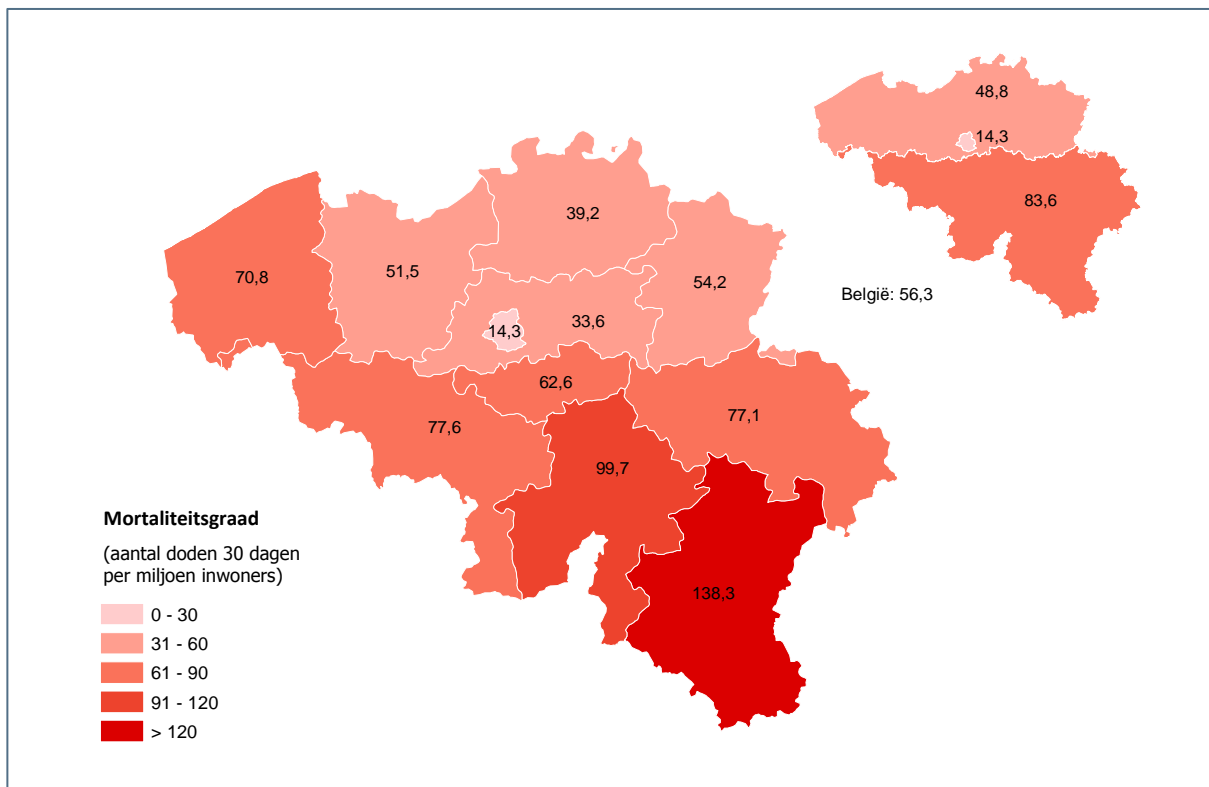 48,8
14,3
83,6
België: 56,3
39,2
70,8
51,5
54,2
14,3
33,6
62,6
77,6
77,1
99,7
138,3
Mortaliteitsgraad
(aantal doden 30 dagen
per miljoen inwoners)
0 - 30
31 - 60
61 - 90
91 - 120
> 120